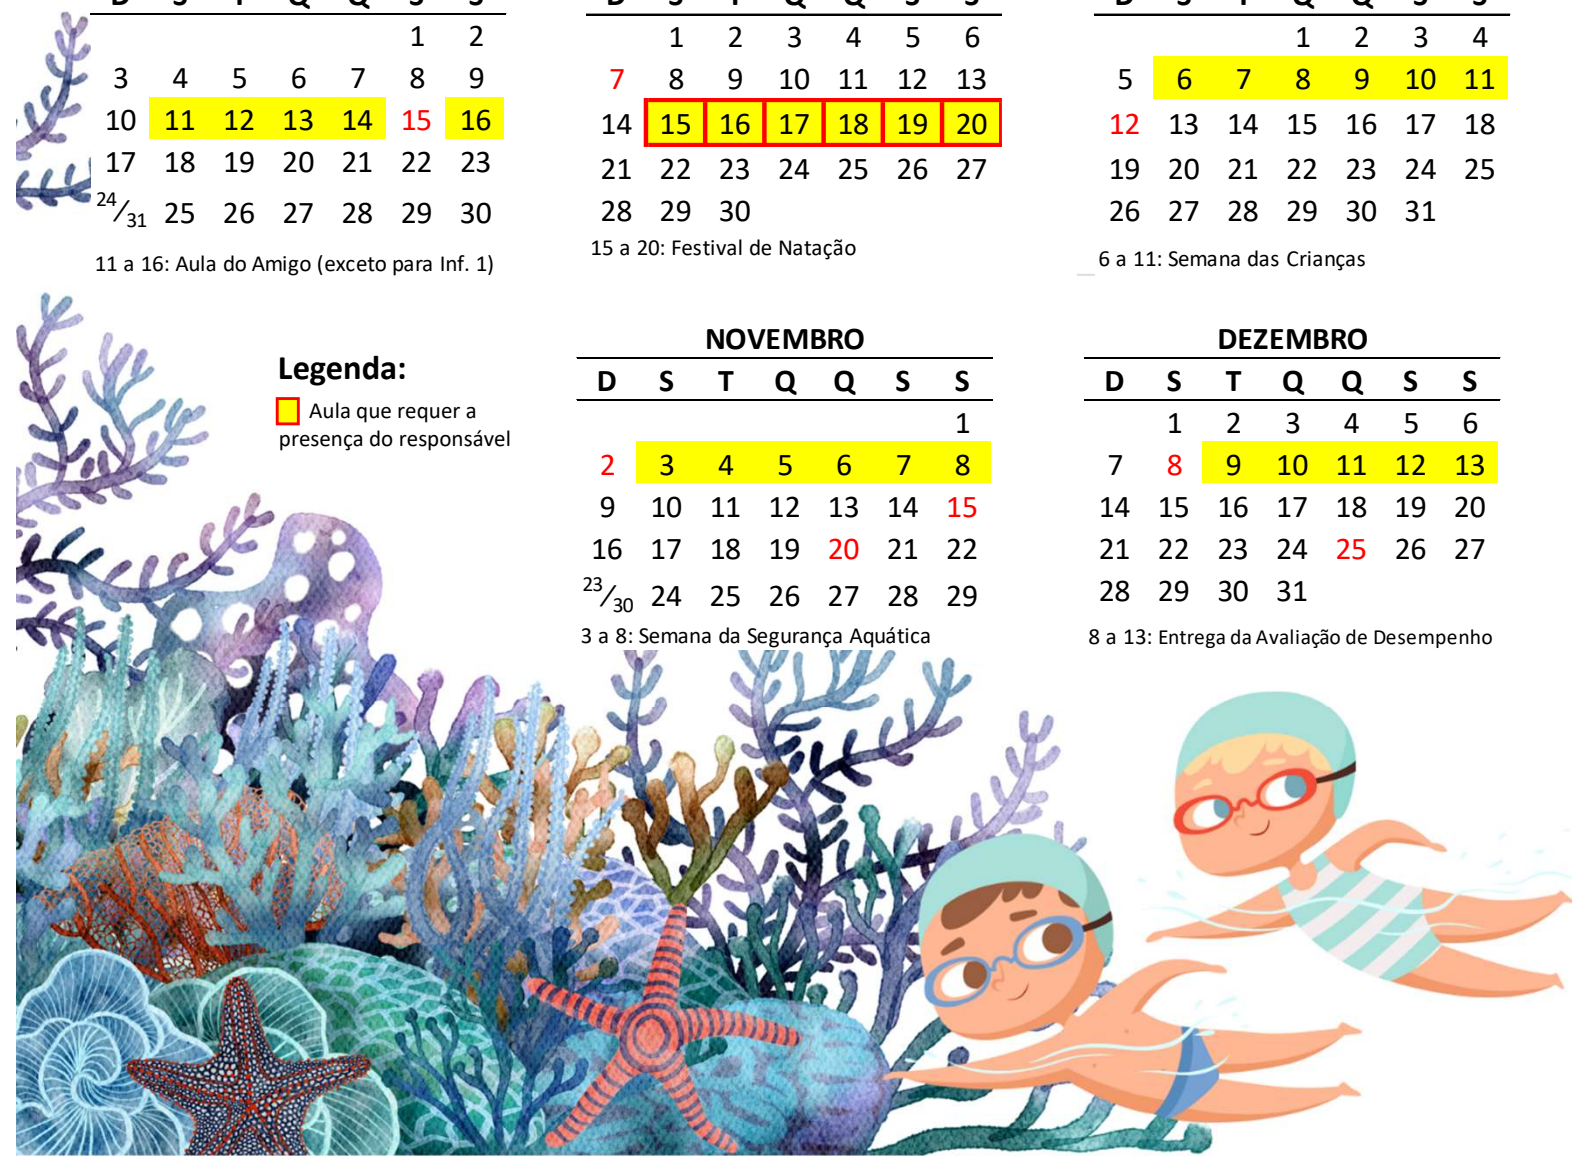 D S T Q Q S S
1 2
3 4 5 6 7 8 9
10 11 12 13 14 15 16
17 18 19 20 21 22 23
24/31 25 26 27 28 29 30
11 a 16: Aula do Amigo (exceto para Inf. 1)
D S T Q Q S S
1 2 3 4 5 6
7 8 9 10 11 12 13
14 15 16 17 18 19 20
21 22 23 24 25 26 27
28 29 30
15 a 20: Festival de Natação
D S T Q Q S S
1 2 3 4
5 6 7 8 9 10 11
12 13 14 15 16 17 18
19 20 21 22 23 24 25
26 27 28 29 30 31
6 a 11: Semana das Crianças
Legenda:
Aula que requer a
presença do responsável
NOVEMBRO
D S T Q Q S S
1
2 3 4 5 6 7 8
9 10 11 12 13 14 15
16 17 18 19 20 21 22
23/30 24 25 26 27 28 29
3 a 8: Semana da Segurança Aquática
DEZEMBRO
D S T Q Q S S
1 2 3 4 5 6
7 8 9 10 11 12 13
14 15 16 17 18 19 20
21 22 23 24 25 26 27
28 29 30 31
8 a 13: Entrega da Avaliação de Desempenho